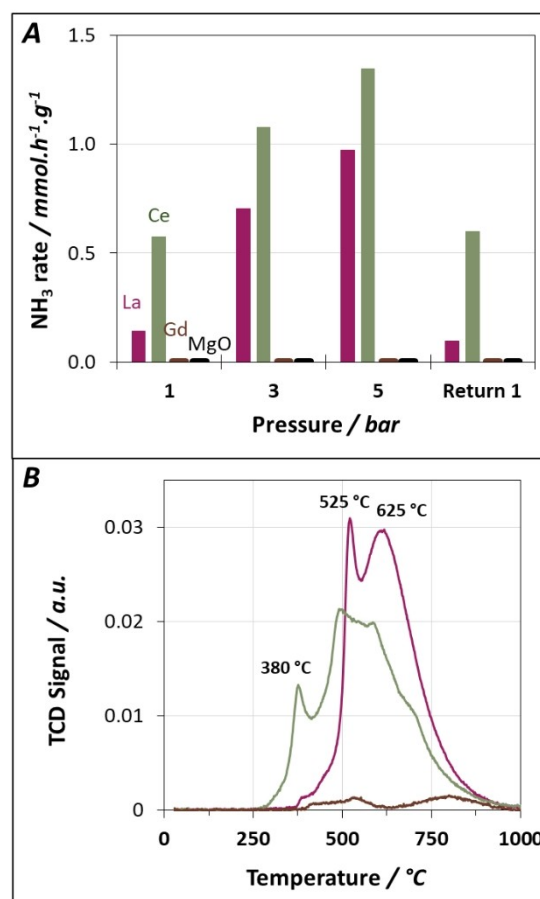 A
1.5
1.0
0.5
0.0
NH₃ rate / mmol.h⁻¹.g⁻¹
Ce
La
Gd
MgO
1 3 5 Return 1
Pressure / bar
B
525 °C
625 °C
380 °C
0.03
0.02
0.01
0
TCD Signal / a.u.
0 250 500 750 1000
Temperature / °C